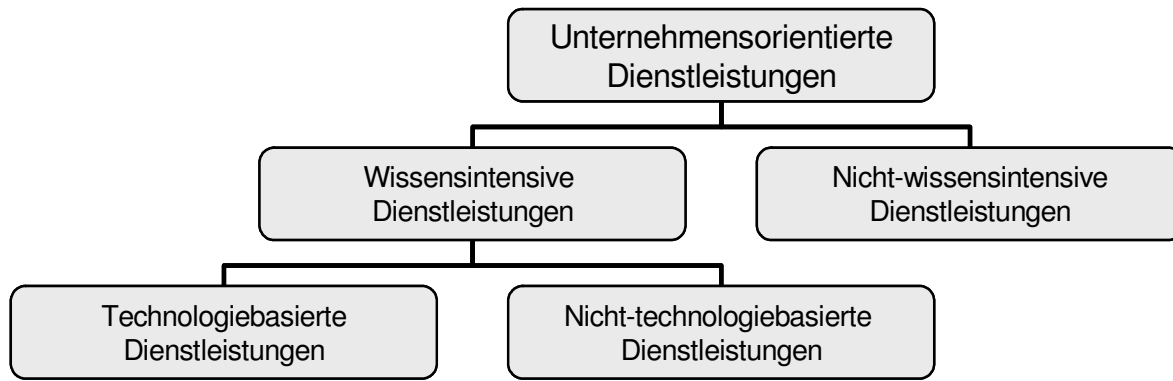 Unternehmensorientierte
Dienstleistungen
Wissensintensive
Dienstleistungen
Nicht-wissensintensive
Dienstleistungen
Technologiebasierte
Dienstleistungen
Nicht-technologiebasierte
Dienstleistungen